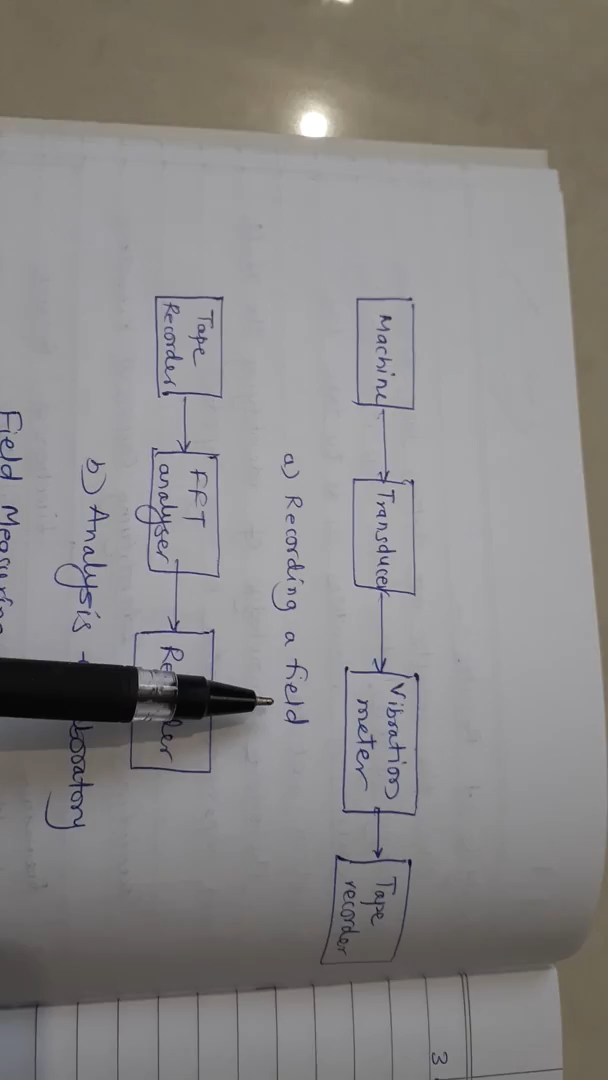 Machine
Transducer
Vibration
meter
Tape
recorder
a) Recording a field
Tape
Recorder
FFT
analyser
b) Analysis
Field
3